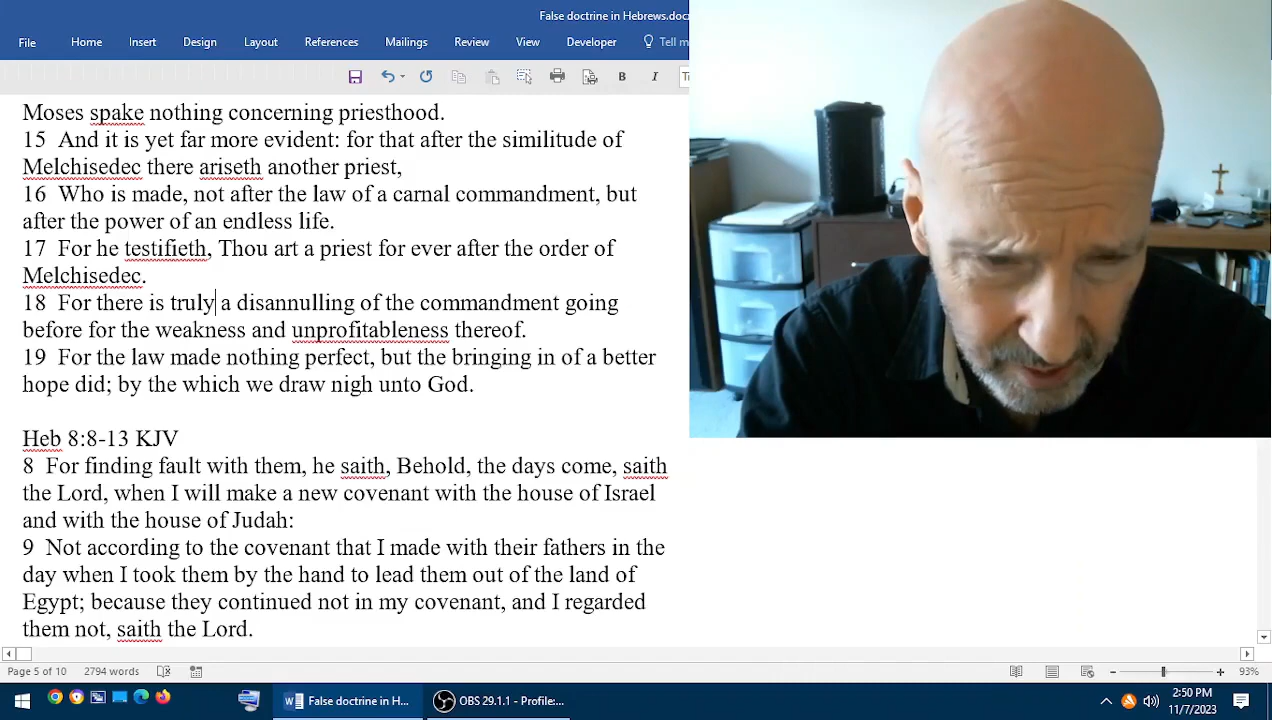 False doctrine in Hebrews.doc
File Home Insert Design Layout References Mailings Review View Developer Tell m
B I
Moses spake nothing concerning priesthood.
15 And it is yet far more evident: for that after the similitude of
Melchisedec there ariseth another priest,
16 Who is made, not after the law of a carnal commandment, but
after the power of an endless life.
17 For he testifieth, Thou art a priest for ever after the order of
Melchisedec.
18 For there is truly a disannulling of the commandment going
before for the weakness and unprofitableness thereof.
19 For the law made nothing perfect, but the bringing in of a better
hope did; by the which we draw nigh unto God.
Heb 8:8-13 KJV
8 For finding fault with them, he saith, Behold, the days come, saith
the Lord, when I will make a new covenant with the house of Israel
and with the house of Judah:
9 Not according to the covenant that I made with their fathers in the
day when I took them by the hand to lead them out of the land of
Egypt; because they continued not in my covenant, and I regarded
them not, saith the Lord.
Page 5 of 10 2794 words 93%
False doctrine in H... OBS 29.1.1 - Profile:... 2:50 PM
11/7/2023